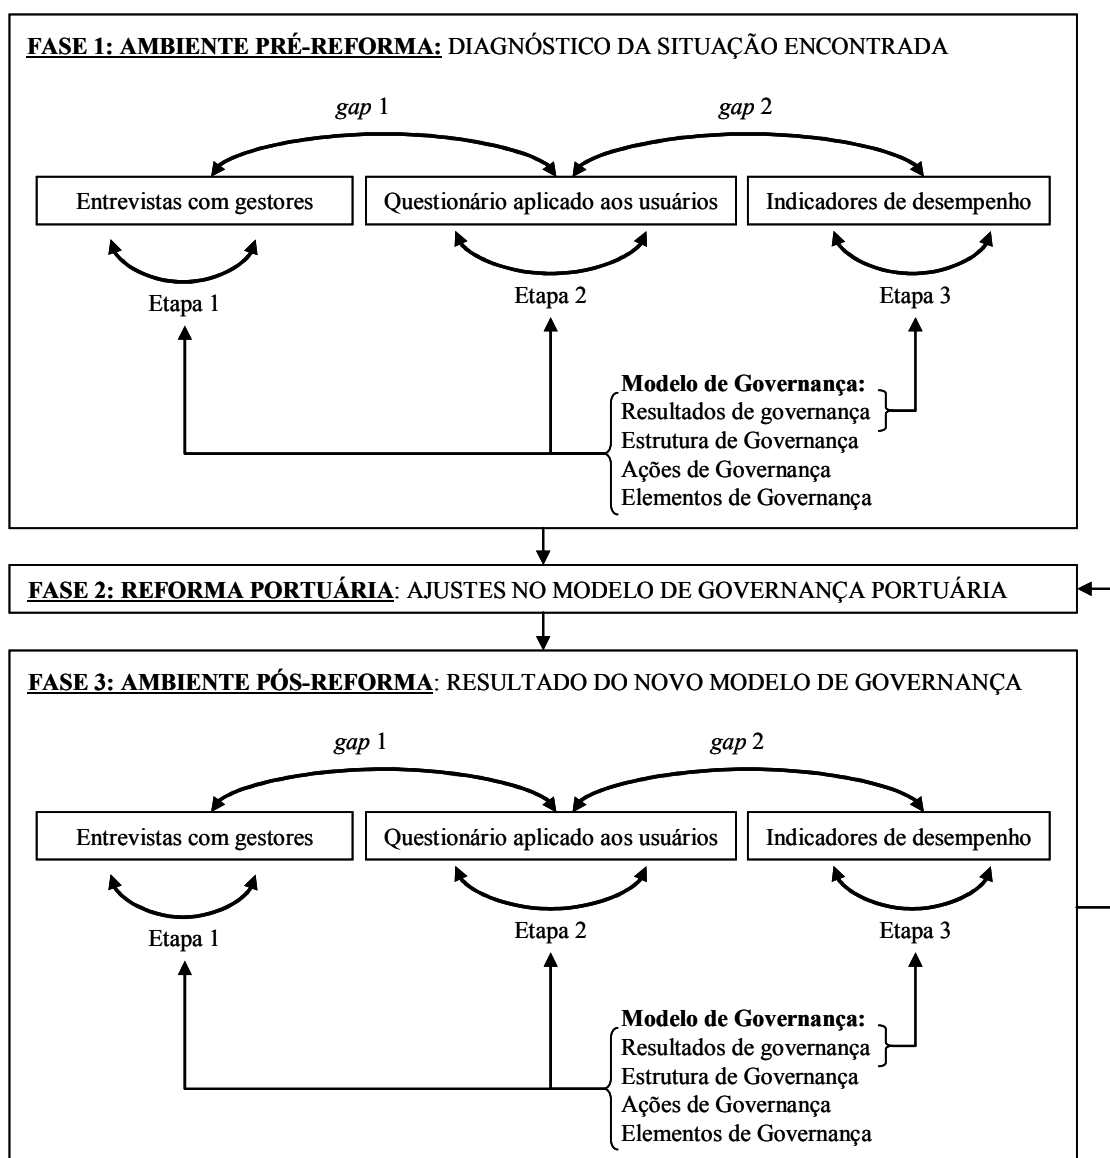 FASE 1: AMBIENTE PRÉ-REFORMA: DIAGNÓSTICO DA SITUAÇÃO ENCONTRADA
gap 1
gap 2
Entrevistas com gestores
Questionário aplicado aos usuários
Indicadores de desempenho
Etapa 1
Etapa 2
Etapa 3
Modelo de Governança:
Resultados de governança
Estrutura de Governança
Ações de Governança
Elementos de Governança
FASE 2: REFORMA PORTUÁRIA: AJUSTES NO MODELO DE GOVERNANÇA PORTUÁRIA
FASE 3: AMBIENTE PÓS-REFORMA: RESULTADO DO NOVO MODELO DE GOVERNANÇA
gap 1
gap 2
Entrevistas com gestores
Questionário aplicado aos usuários
Indicadores de desempenho
Etapa 1
Etapa 2
Etapa 3
Modelo de Governança:
Resultados de governança
Estrutura de Governança
Ações de Governança
Elementos de Governança